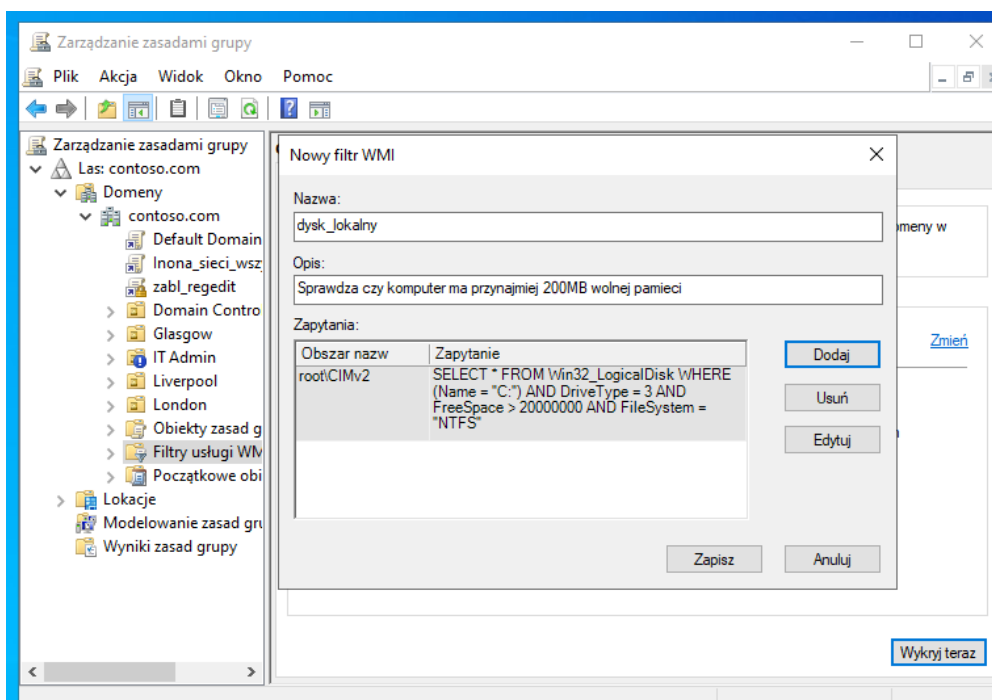 Zarządzanie zasadami grupy
Plik Akcja Widok Okno Pomoc
Zarządzanie zasadami grupy
Las: contoso.com
Domeny
contoso.com
Default Domain
Inona_sieci_wsz
zabl_regedit
Domain Contro
Glasgow
IT Admin
Liverpool
London
Obiekty zasad g
Filtry usługi WM
Początkowe obi
Lokacje
Modelowanie zasad gru
Wyniki zasad grupy
Nowy filtr WMI
Nazwa:
dysk_lokalny
Opis:
Sprawdza czy komputer ma przynajmiej 200MB wolnej pamieci
Zapytania:
Obszar nazw Zapytanie
root\CIMv2 SELECT * FROM Win32_LogicalDisk WHERE
(Name = "C:") AND DriveType = 3 AND
FreeSpace > 20000000 AND FileSystem =
"NTFS"
Dodaj
Usuń
Edytuj
Zapisz Anuluj
omeny w
Zmień
Wykryj teraz